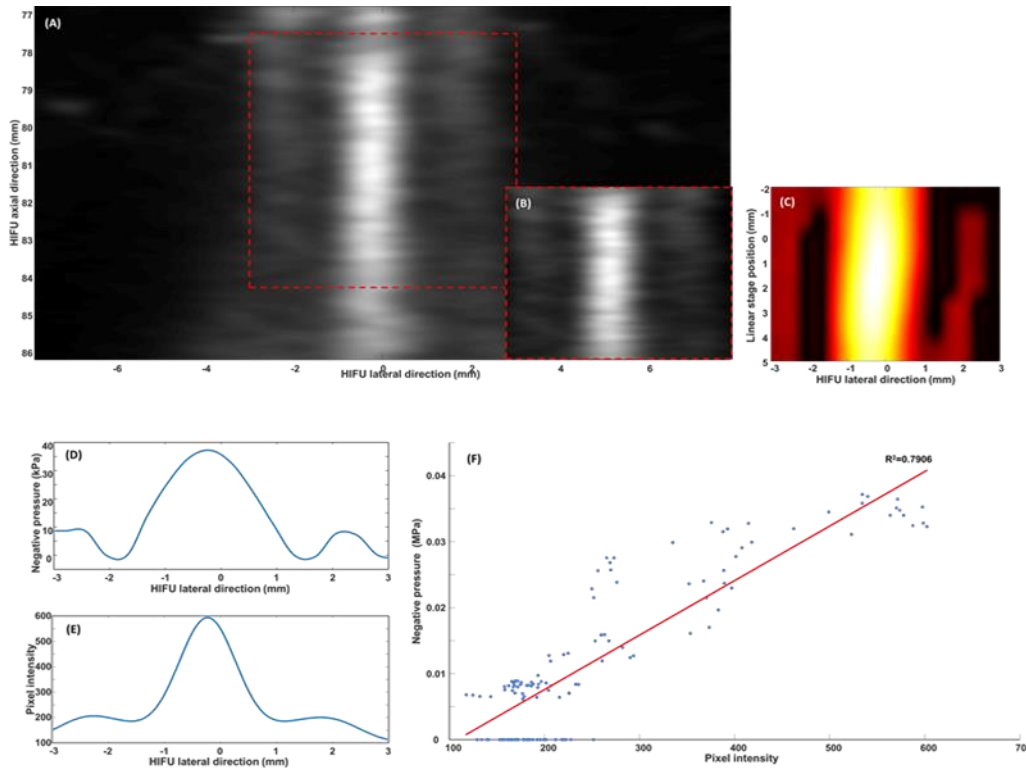 (A)
77
78
79
80
81
82
83
84
85
86
HIFU axial direction (mm)
-6 -4 -2 0 2 4 6
HIFU lateral direction (mm)
(B)
(C)
-2
-1
0
1
2
3
4
5
Linear stage position (mm)
-3 -2 -1 0 1 2 3
HIFU lateral direction (mm)
(D)
40
30
20
10
0
Negative pressure (kPa)
-3 -2 -1 0 1 2 3
HIFU lateral direction (mm)
(E)
600
500
400
300
200
100
Pixel intensity
-3 -2 -1 0 1 2 3
HIFU lateral direction (mm)
(F)
R²=0.7906
0.04
0.03
0.02
0.01
0
Negative pressure (MPa)
100 200 300 400 500 600 70
Pixel intensity